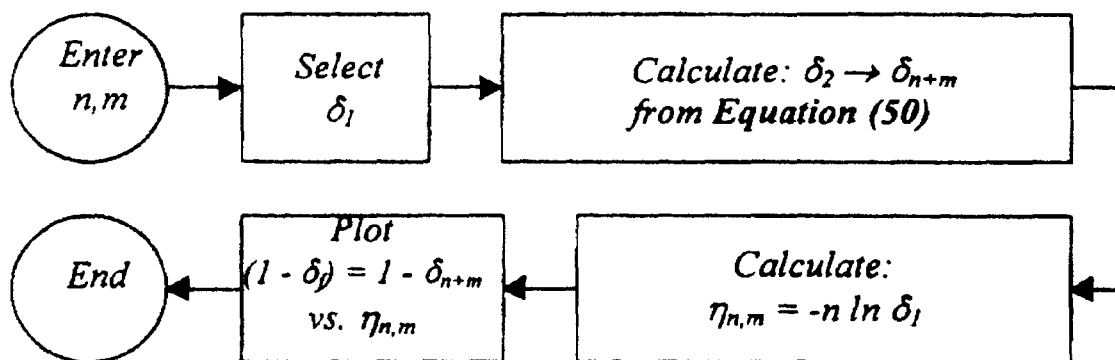 Enter
n,m
Select
δ₁
Calculate: δ₂ → δₙ₊ₘ
from Equation (50)
Plot
(1 - δ_f) = 1 - δₙ₊ₘ
vs. ηₙ,ₘ
Calculate:
ηₙ,ₘ = -n ln δ₁
End